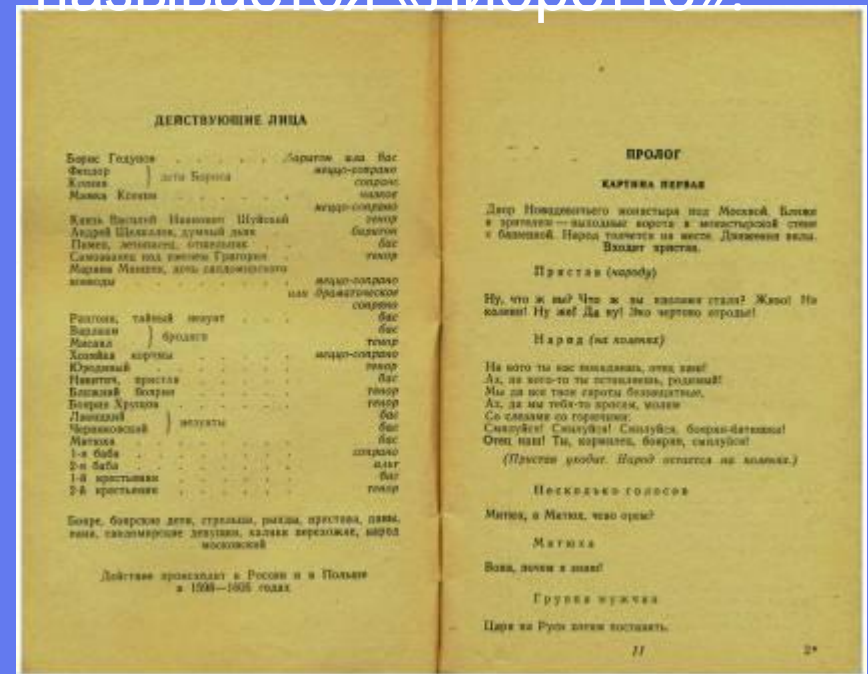 называется «либретто».
ДЕЙСТВУЮЩИЕ ЛИЦА
Борис Годунов . . . . . баритон или бас
Феодор меццо-сопрано
Ксения } дети Бориса сопрано
Мамка Ксении . . . . . низкое
меццо-сопрано
Князь Василий Иванович Шуйский тенор
Андрей Щелкалов, думный дьяк баритон
Пимен, летописец, отшельник . бас
Самозванец под именем Григория . тенор
Марина Мнишек, дочь сандомирского
воеводы . . . . . меццо-сопрано
или драматическое
сопрано
Рангони, тайный иезуит . . . бас
Варлаам бас
Мисаил } бродяги тенор
Хозяйка корчмы . . . . меццо-сопрано
Юродивый . . . . . тенор
Никитич, пристав . . . . бас
Ближний боярин . . . . тенор
Боярин Хрущов . . . . тенор
Лавицкий бас
Черниковский } иезуиты бас
Митюха . . . . . бас
1-я баба . . . . . сопрано
2-я баба . . . . . альт
1-й крестьянин . . . . бас
2-й крестьянин . . . . тенор
Бояре, боярские дети, стрельцы, рынды, пристава, паны,
пани, сандомирские девушки, калики перехожие, народ
московский
Действие происходит в России и в Польше
в 1598—1605 годах
ПРОЛОГ
КАРТИНА ПЕРВАЯ
Двор Новодевичьего монастыря под Москвой. Ближе
к зрителям — выходные ворота в монастырской стене
с башенкой. Народ толчется на месте. Движения вялы.
Входит пристав.
Пристав (народу)
Ну, что ж вы? Что ж вы идолами стали? Живо! На
колени! Ну же! Да ну! Эко чертово отродье!
Народ (на коленях)
На кого ты нас покидаешь, отец наш!
Ах, на кого-то ты оставляешь, родимый!
Мы да все твои сироты беззащитные,
Ах, да мы тебя-то просим, молим
Со слезами со горючими:
Смилуйся! Смилуйся! Смилуйся, боярин-батюшка!
Отец наш! Ты, кормилец, боярин, смилуйся!
(Пристав уходит. Народ остается на коленях.)
Несколько голосов
Митюх, а Митюх, чево орем?
Митюха
Вона, почем я знаю!
Группа мужчин
Царя на Руси хотим поставить.
11 2*